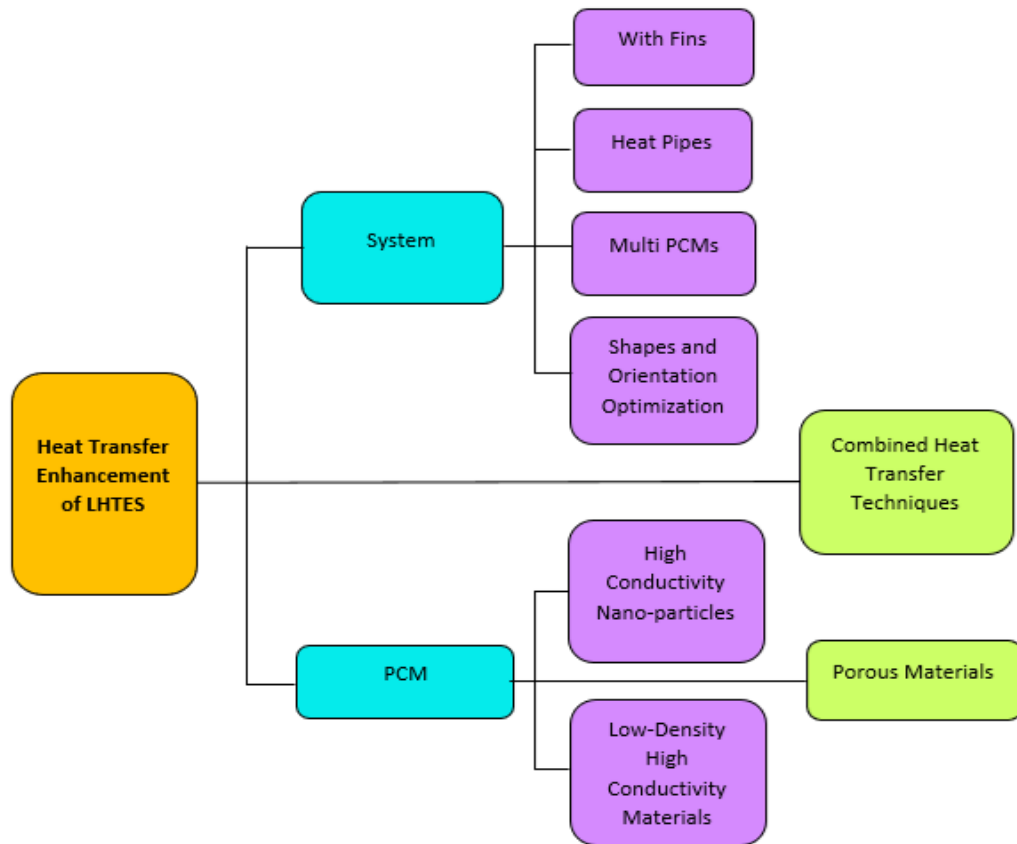 With Fins
Heat Pipes
System
Multi PCMs
Shapes and
Orientation
Optimization
Heat Transfer
Enhancement
of LHTES
Combined Heat
Transfer
Techniques
High
Conductivity
Nano-particles
PCM
Porous Materials
Low-Density
High
Conductivity
Materials